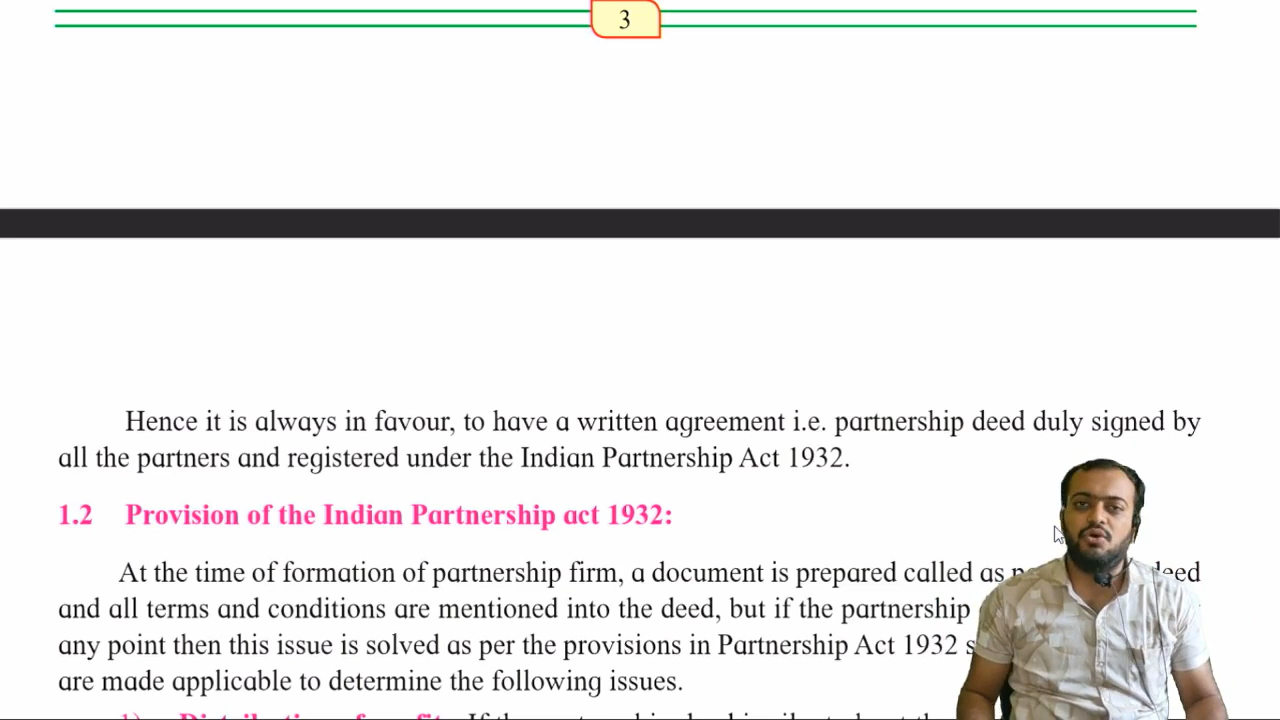 3
Hence it is always in favour, to have a written agreement i.e. partnership deed duly signed by
all the partners and registered under the Indian Partnership Act 1932.
1.2 Provision of the Indian Partnership act 1932:
At the time of formation of partnership firm, a document is prepared called as
and all terms and conditions are mentioned into the deed, but if the partnership
any point then this issue is solved as per the provisions in Partnership Act 1932
are made applicable to determine the following issues.